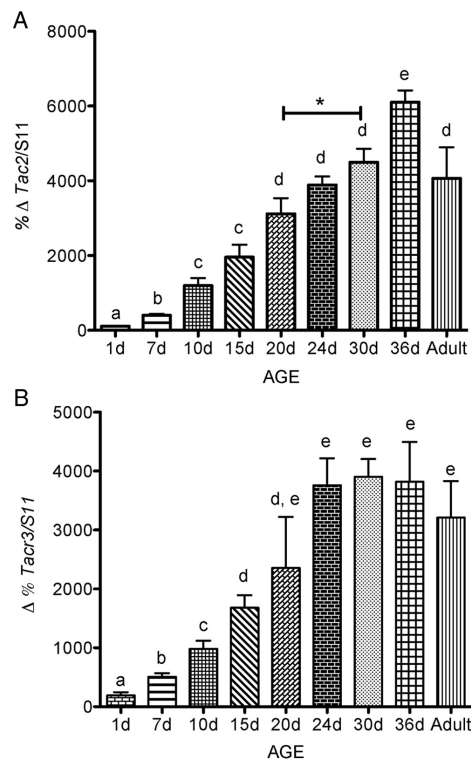 A
% Δ Tac2/S11
8000
6000
4000
2000
0
a
b
c
c
d
d
*
d
e
d
1d 7d 10d 15d 20d 24d 30d 36d Adult
AGE
B
Δ % Tacr3/S11
5000
4000
3000
2000
1000
0
a
b
c
d
d, e
e
e
e
e
1d 7d 10d 15d 20d 24d 30d 36d Adult
AGE